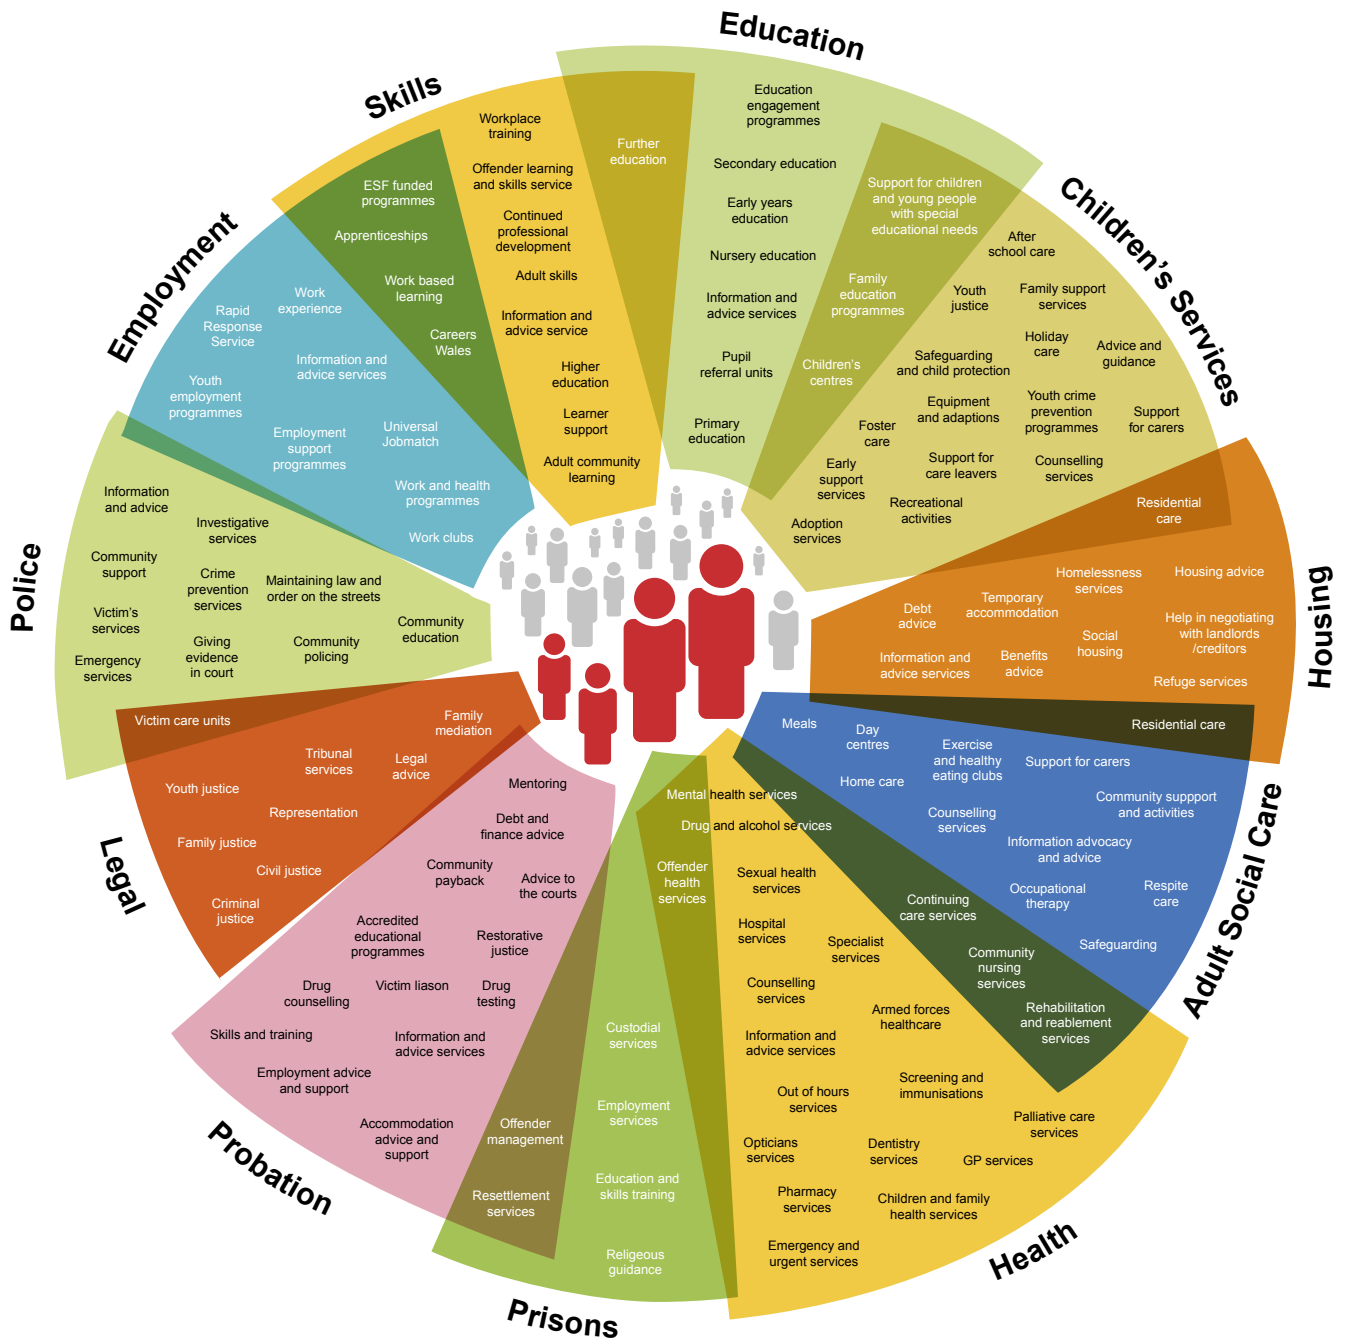 Education
Education
engagement
programmes
Secondary education
Early years
education
Nursery education
Information and
advice services
Pupil
referral units
Primary
education
Support for children
and young people
with special
educational needs
Family
education
programmes
Children's
centres
Children's Services
After
school care
Youth
justice
Family support
services
Holiday
care
Advice and
guidance
Safeguarding
and child protection
Equipment
and adaptions
Youth crime
prevention
programmes
Support
for carers
Foster
care
Early
support
services
Support for
care leavers
Counselling
services
Recreational
activities
Adoption
services
Residential
care
Housing
Homelessness
services
Housing advice
Temporary
accommodation
Debt
advice
Help in negotiating
with landlords
/creditors
Social
housing
Information and
advice services
Benefits
advice
Refuge services
Residential care
Adult Social Care
Meals
Day
centres
Exercise
and healthy
eating clubs
Support for carers
Home care
Community suppport
and activities
Counselling
services
Information advocacy
and advice
Occupational
therapy
Respite
care
Safeguarding
Continuing
care services
Community
nursing
services
Rehabilitation
and reablement
services
Health
Mental health services
Drug and alcohol services
Offender
health
services
Sexual health
services
Hospital
services
Specialist
services
Counselling
services
Armed forces
healthcare
Information and
advice services
Out of hours
services
Screening and
immunisations
Palliative care
services
Opticians
services
Dentistry
services
GP services
Pharmacy
services
Children and family
health services
Emergency and
urgent services
Prisons
Custodial
services
Employment
services
Education and
skills training
Religeous
guidance
Offender
management
Resettlement
services
Probation
Mentoring
Debt and
finance advice
Community
payback
Advice to
the courts
Accredited
educational
programmes
Restorative
justice
Drug
counselling
Victim liason
Drug
testing
Skills and training
Information and
advice services
Employment advice
and support
Accommodation
advice and
support
Legal
Victim care units
Family
mediation
Tribunal
services
Legal
advice
Youth justice
Representation
Family justice
Civil justice
Criminal
justice
Police
Information
and advice
Investigative
services
Community
support
Crime
prevention
services
Maintaining law and
order on the streets
Victim's
services
Giving
evidence
in court
Community
policing
Community
education
Emergency
services
Employment
Work
experience
Rapid
Response
Service
Information and
advice services
Youth
employment
programmes
Employment
support
programmes
Universal
Jobmatch
Work and health
programmes
Work clubs
Skills
ESF funded
programmes
Apprenticeships
Work based
learning
Careers
Wales
Workplace
training
Offender learning
and skills service
Continued
professional
development
Adult skills
Information and
advice service
Higher
education
Learner
support
Adult community
learning
Further
education